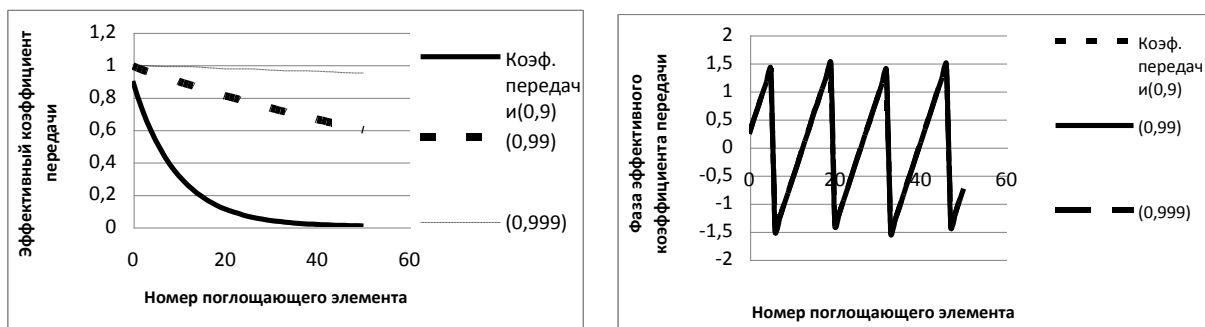 Эффективный коэффициент
передачи
1,2
1
0,8
0,6
0,4
0,2
0
0 20 40 60
Номер поглощающего элемента
Коэф.
передач
и(0,9)
(0,99)
(0,999)
Фаза эффективного
коэффициента передачи
2
1,5
1
0,5
0
-0,5
-1
-1,5
-2
0 20 40 60
Номер поглощающего элемента
Коэф.
передач
и(0,9)
(0,99)
(0,999)